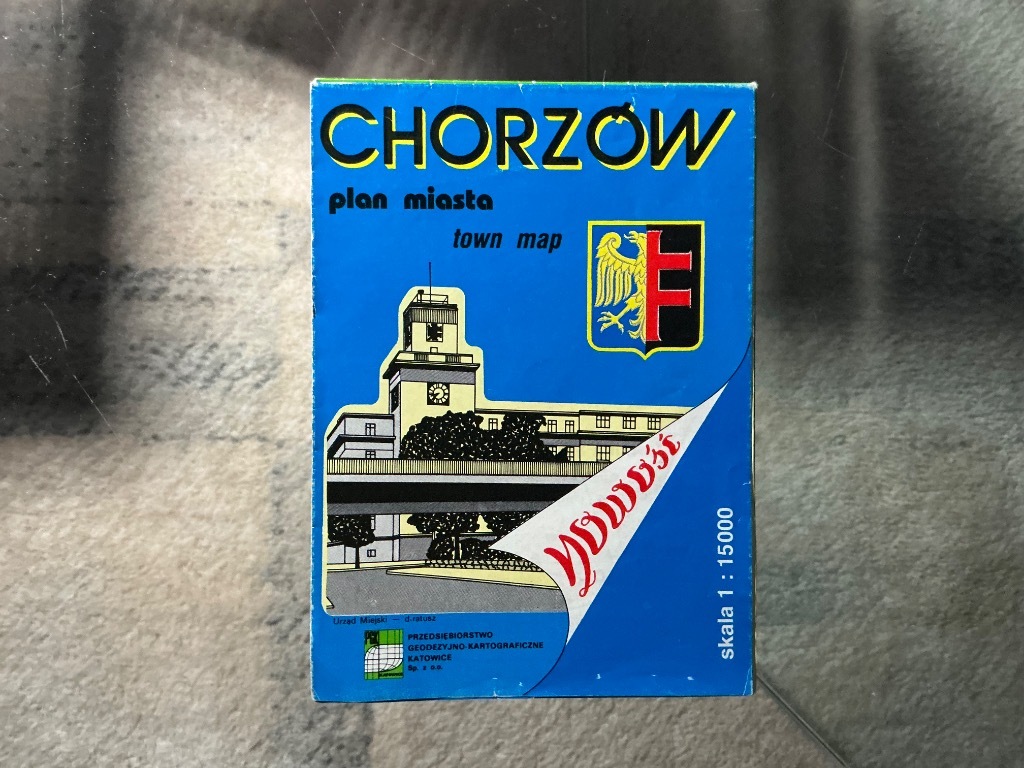 CHORZÓW
plan miasta
town map
Nowość
skala 1 : 15000
Urząd Miejski — d-ratusz
PRZEDSIĘBIORSTWO
GEODEZYJNO-KARTOGRAFICZNE
KATOWICE
Sp. z o.o.